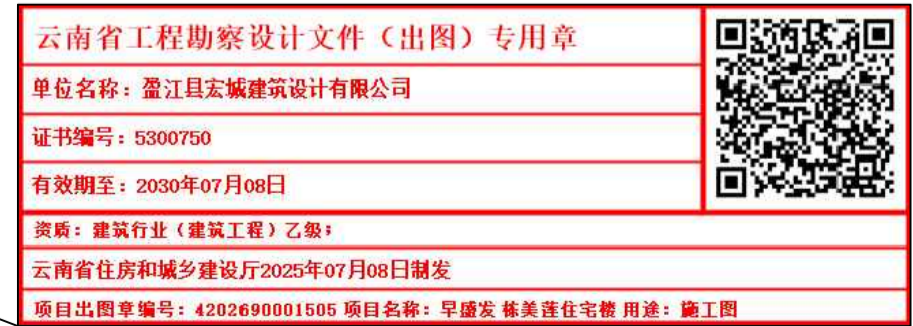 云南省工程勘察设计文件（出图）专用章
单位名称：盈江县宏城建筑设计有限公司
证书编号：5300750
有效期至：2030年07月08日
资质：建筑行业（建筑工程）乙级；
云南省住房和城乡建设厅2025年07月08日制发
项目出图章编号：4202690001505 项目名称：早盛发 栋美莲住宅楼 用途：施工图